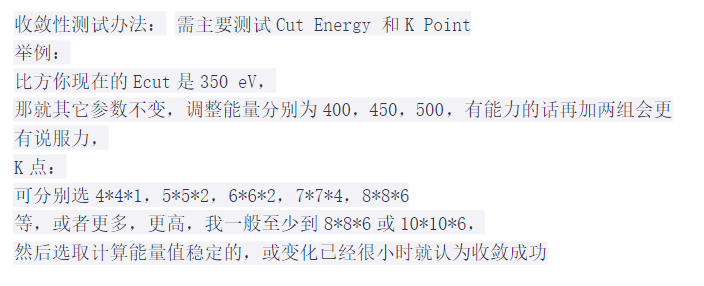 收敛性测试办法： 需主要测试 Cut Energy 和 K Point
举例：
比方你现在的 Ecut 是 350 eV，
那就其它参数不变，调整能量分别为 400，450，500，有能力的话再加两组会更
有说服力，
K 点：
可分别选 4*4*1，5*5*2，6*6*2，7*7*4，8*8*6
等，或者更多，更高，我一般至少到 8*8*6 或 10*10*6，
然后选取计算能量值稳定的，或变化已经很小时就认为收敛成功